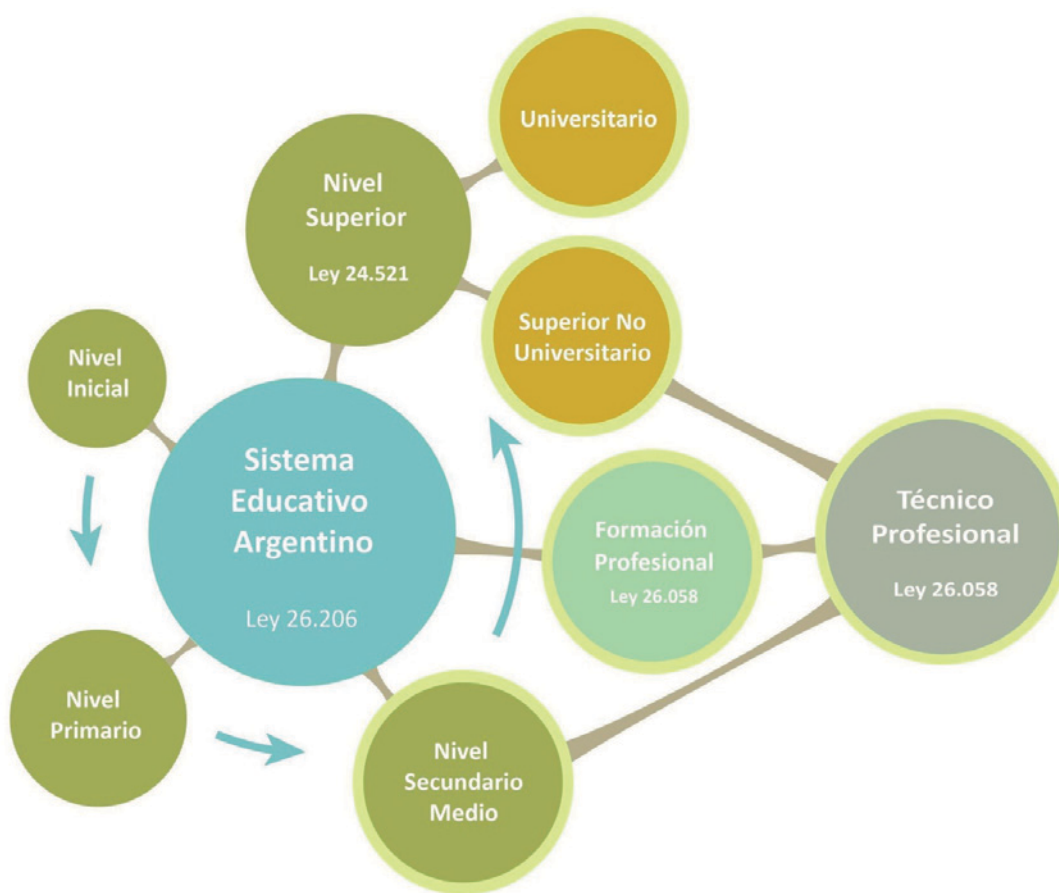 Universitario
Nivel
Superior
Ley 24.521
Superior No
Universitario
Nivel
Inicial
Sistema
Educativo
Argentino
Ley 26.206
Formación
Profesional
Ley 26.058
Técnico
Profesional
Ley 26.058
Nivel
Primario
Nivel
Secundario
Medio